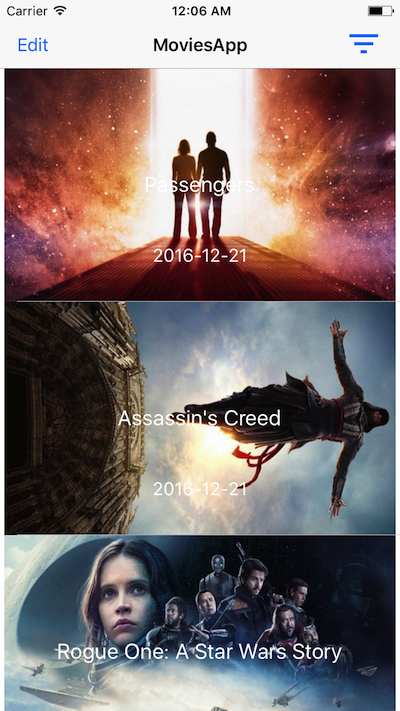 Carrier 12:06 AM
Edit MoviesApp
Passengers
2016-12-21
Assassin's Creed
2016-12-21
Rogue One: A Star Wars Story